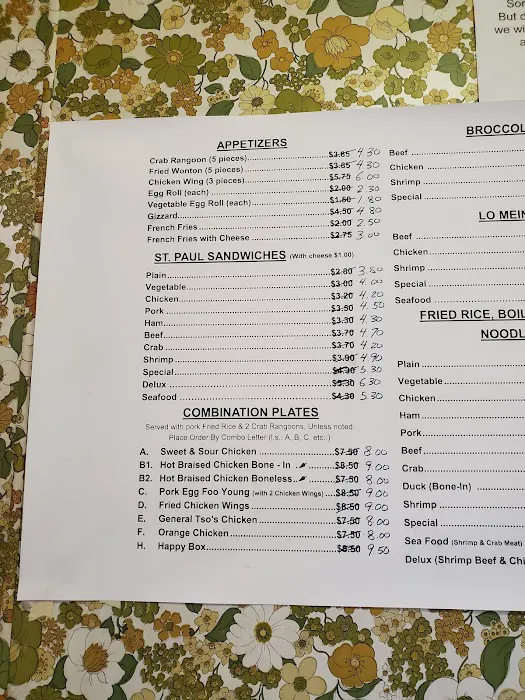 Sor
But d
we wi
a
APPETIZERS
Crab Rangoon (5 pieces)....................$3.85 4.30
Fried Wonton (5 pieces)....................$3.85 4.30
Chicken Wing (3 pieces)....................$5.75 6.00
Egg Roll (each)....................$2.00 2.30
Vegetable Egg Roll (each)....................$1.50 1.80
Gizzard....................$4.50 4.80
French Fries....................$2.00 2.50
French Fries with Cheese....................$2.75 3.00
ST. PAUL SANDWICHES (With cheese $1.00)
Plain....................$2.80 3.80
Vegetable....................$3.00 4.00
Chicken....................$3.20 4.20
Pork....................$3.50 4.50
Ham....................$3.30 4.30
Beef....................$3.70 4.70
Crab....................$3.70 4.20
Shrimp....................$3.90 4.90
Special....................$4.30 5.30
Delux....................$5.30 6.30
Seafood....................$4.30 5.30
COMBINATION PLATES
Served with pork Fried Rice & 2 Crab Rangoons, Unless noted.
Place Order By Combo Letter (I.s.. A, B, C, etc..)
A. Sweet & Sour Chicken....................$7.50 8.00
B1. Hot Braised Chicken Bone - In....................$8.50 9.00
B2. Hot Braised Chicken Boneless....................$7.50 8.00
C. Pork Egg Foo Young (with 2 Chicken Wings)....$8.50 9.00
D. Fried Chicken Wings....................$8.50 9.00
E. General Tso's Chicken....................$7.50 8.00
F. Orange Chicken....................$7.50 8.00
H. Happy Box....................$8.50 9.50
BROCCOL
Beef
Chicken
Shrimp
Special
LO MEIN
Beef
Chicken
Shrimp
Special
Seafood
FRIED RICE, BOIL
NOODL
Plain
Vegetable
Chicken
Ham
Pork
Beef
Crab
Duck (Bone-In)
Shrimp
Special
Sea Food (Shrimp & Crab Meat)
Delux (Shrimp Beef & Chi